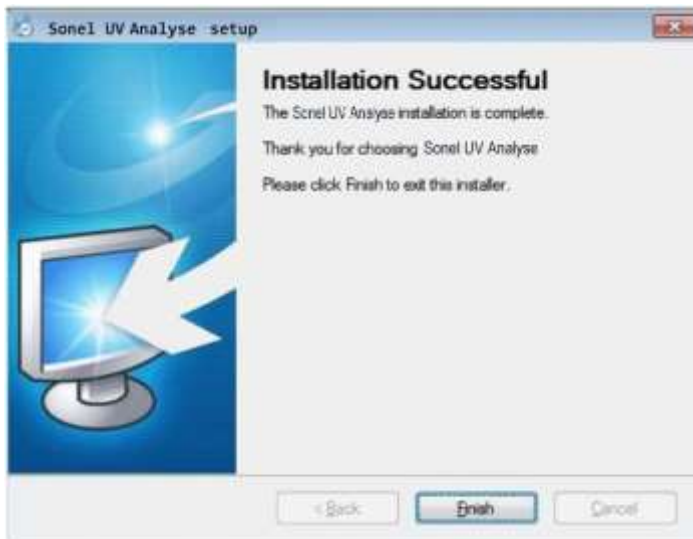 Sonel UV Analyse setup
Installation Successful
The Scnel UV Anayse installation is complete.
Thank you for choosing Sonel UV Analyse
Please click Finish to exit this installer.
< Back
Finish
Cancel